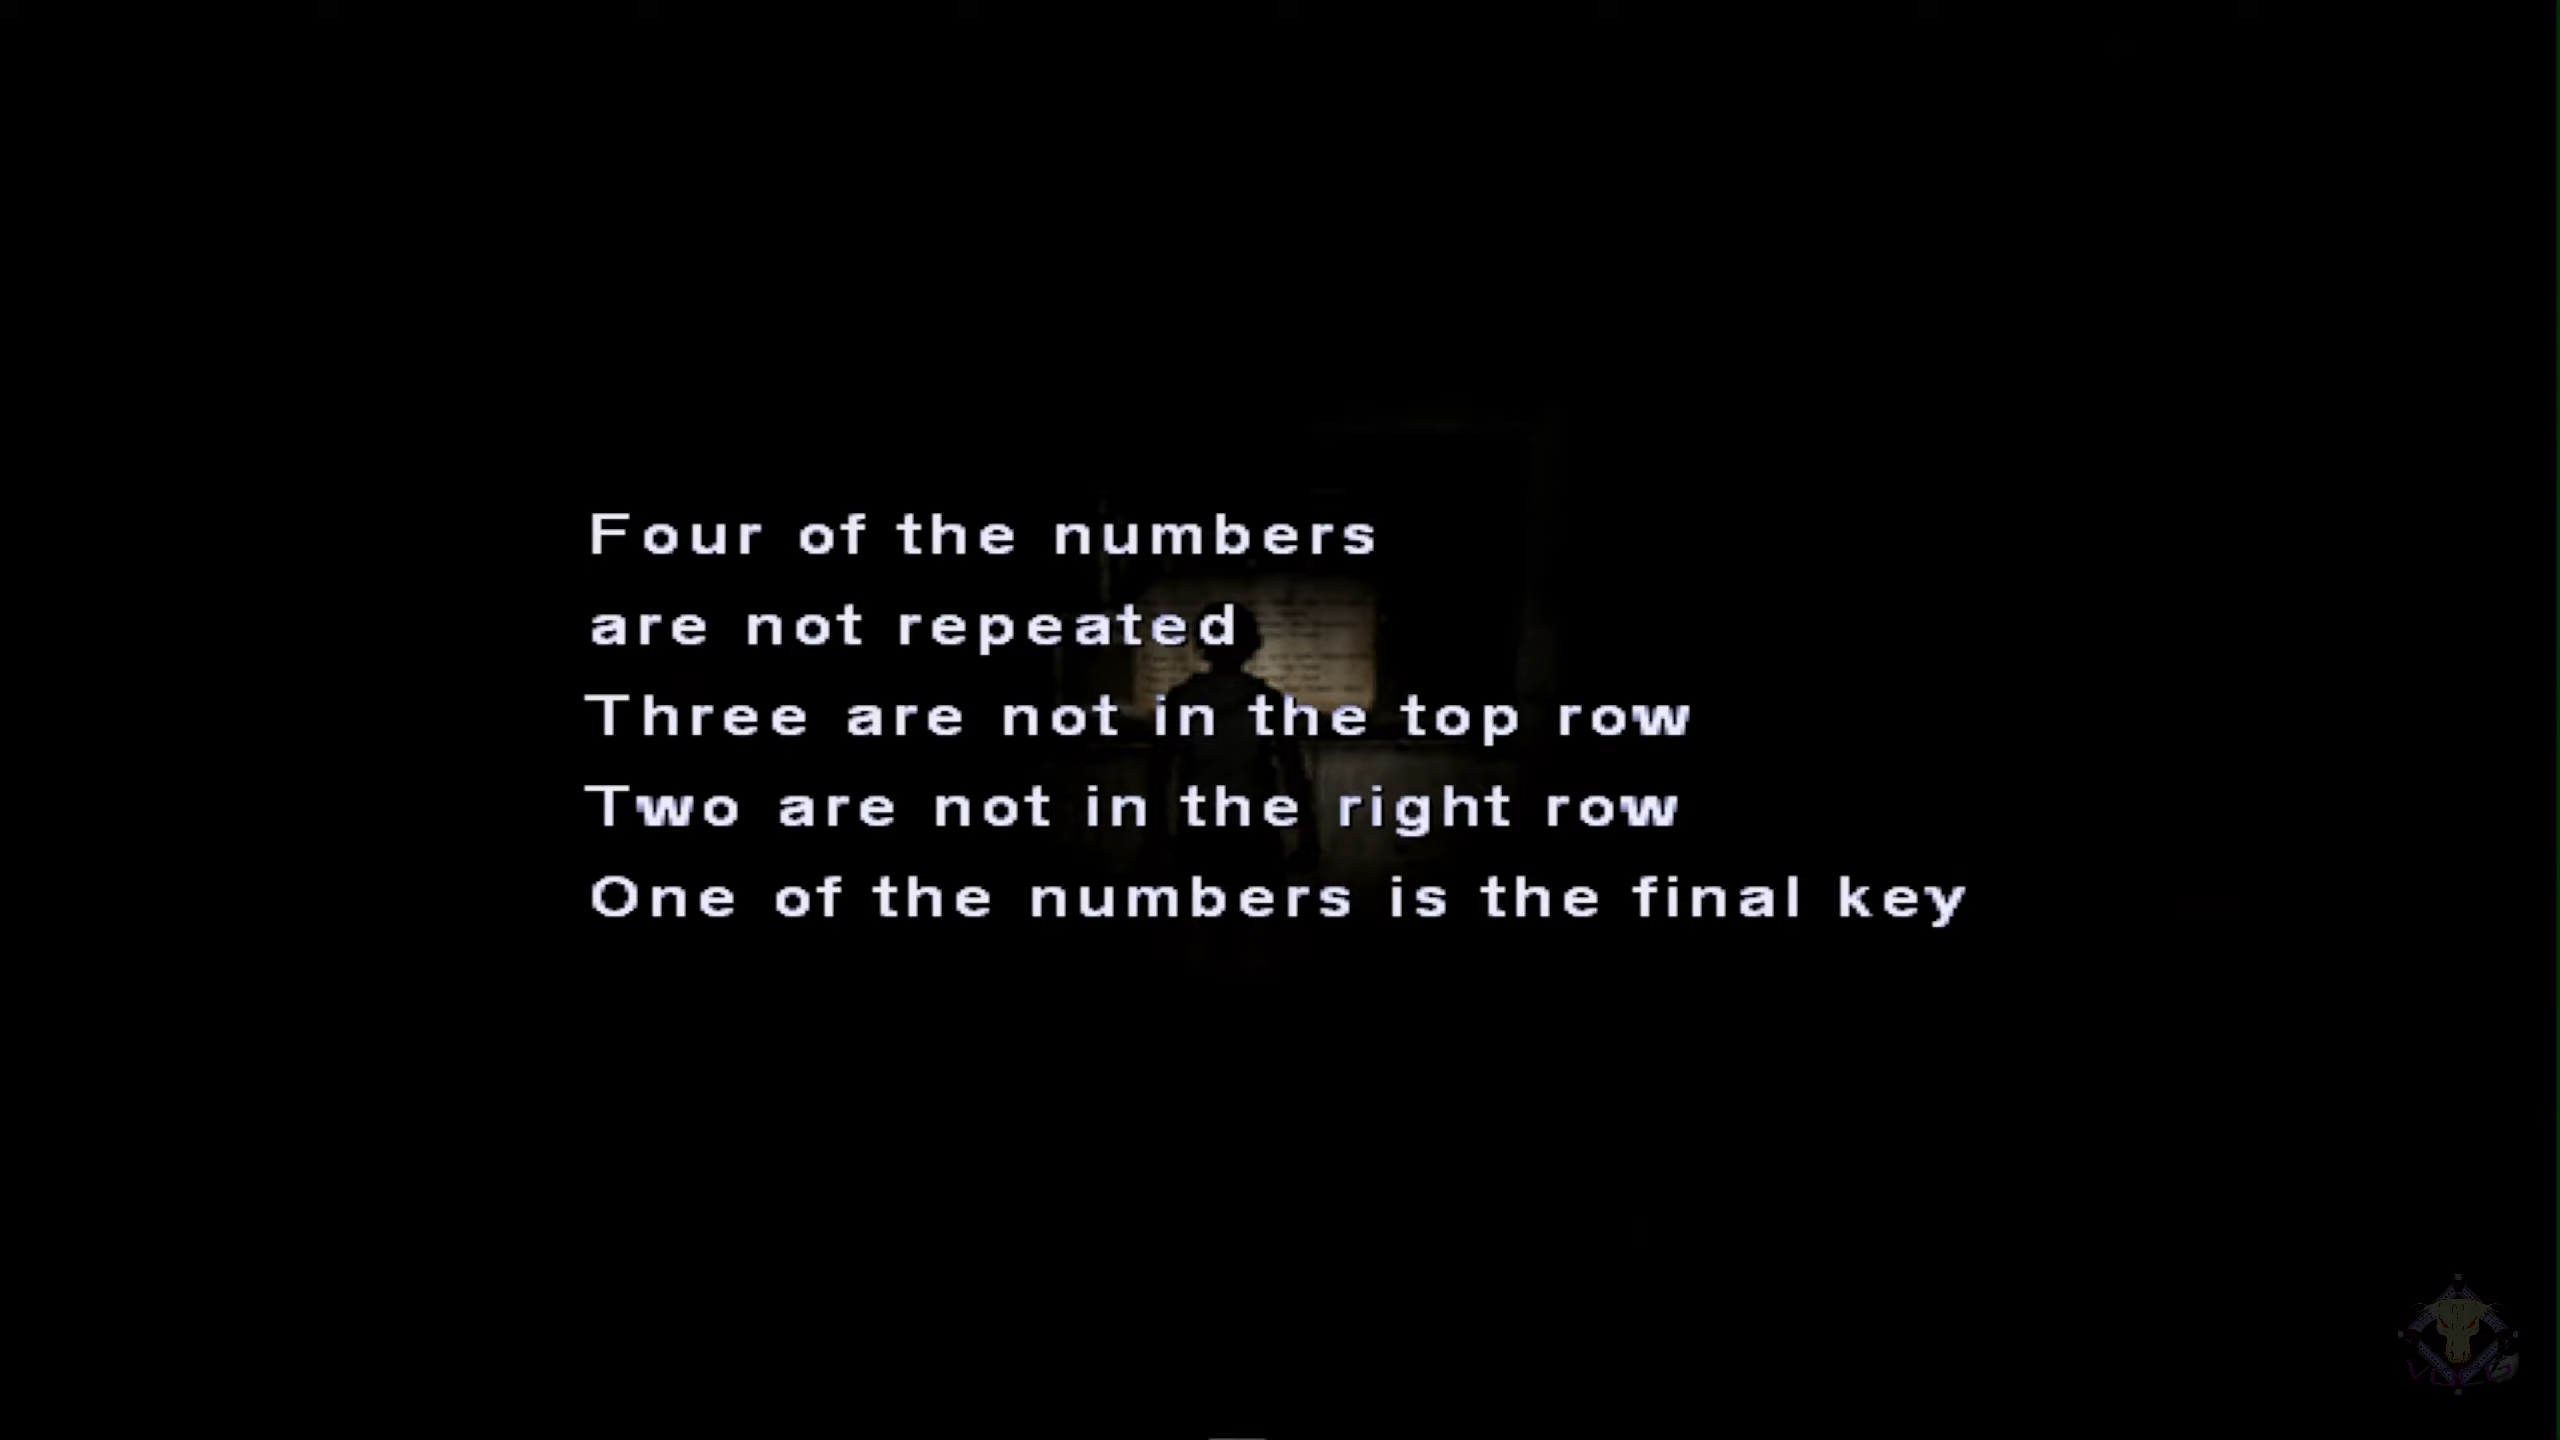 Four of the numbers
are not repeated
Three are not in the top row
Two are not in the right row
One of the numbers is the final key